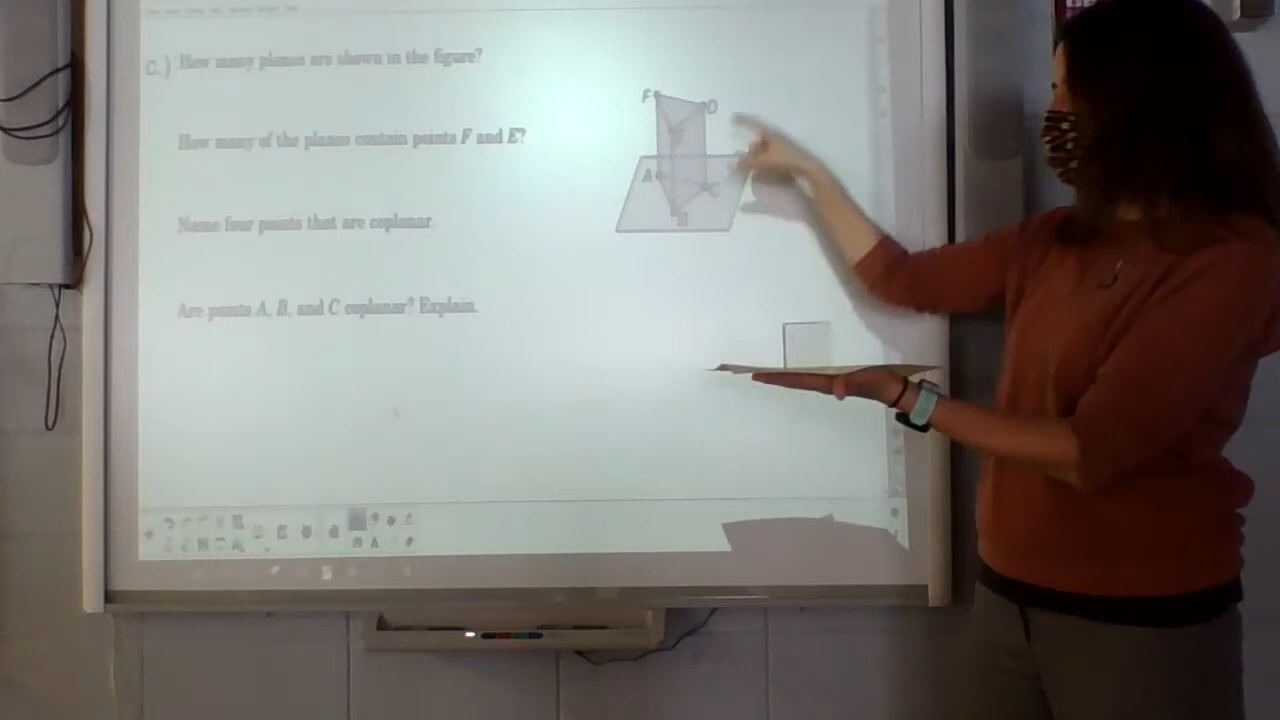 C.) How many planes are shown in the figure?
F
D
How many of the planes contain points F and E?
E
A
C
B
Name four points that are coplanar.
Are points A, B, and C coplanar? Explain.